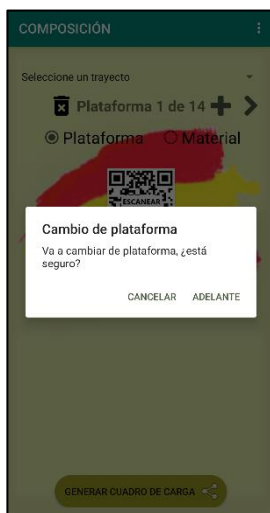 COMPOSICIÓN
Seleccione un trayecto
Plataforma 1 de 14
Plataforma Material
ESCANEAR
Cambio de plataforma
Va a cambiar de plataforma, ¿está
seguro?
CANCELAR ADELANTE
GENERAR CUADRO DE CARGA